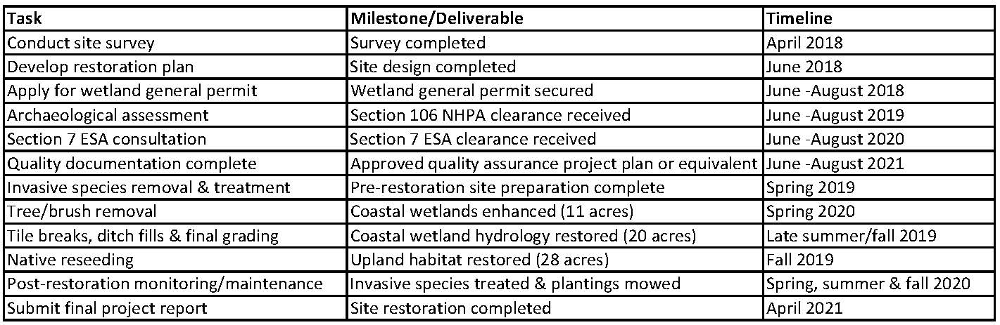 Task Milestone/Deliverable Timeline
Conduct site survey Survey completed April 2018
Develop restoration plan Site design completed June 2018
Apply for wetland general permit Wetland general permit secured June -August 2018
Archaeological assessment Section 106 NHPA clearance received June -August 2019
Section 7 ESA consultation Section 7 ESA clearance received June -August 2020
Quality documentation complete Approved quality assurance project plan or equivalent June -August 2021
Invasive species removal & treatment Pre-restoration site preparation complete Spring 2019
Tree/brush removal Coastal wetlands enhanced (11 acres) Spring 2020
Tile breaks, ditch fills & final grading Coastal wetland hydrology restored (20 acres) Late summer/fall 2019
Native reseeding Upland habitat restored (28 acres) Fall 2019
Post-restoration monitoring/maintenance Invasive species treated & plantings mowed Spring, summer & fall 2020
Submit final project report Site restoration completed April 2021